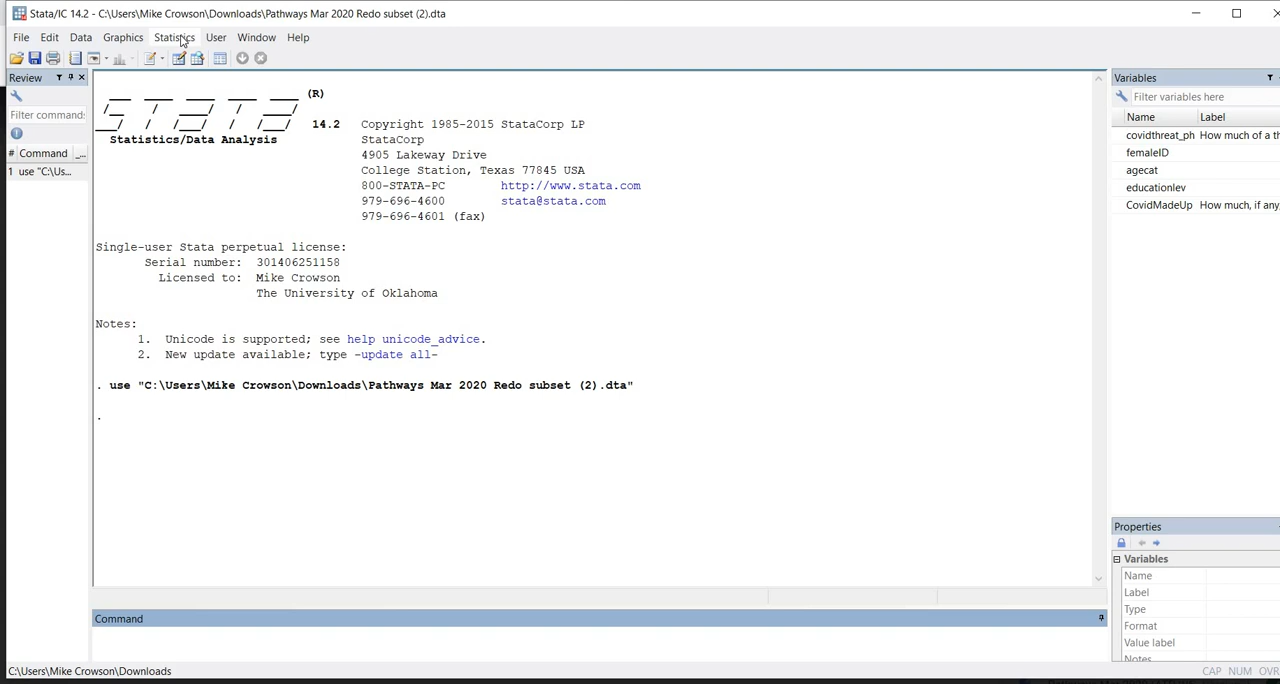 Stata/IC 14.2 - C:\Users\Mike Crowson\Downloads\Pathways Mar 2020 Redo subset (2).dta
File Edit Data Graphics Statistics User Window Help
Review
Filter command:
# Command
1 use "C:\Us...
(R)
14.2 Copyright 1985-2015 StataCorp LP
Statistics/Data Analysis StataCorp
4905 Lakeway Drive
College Station, Texas 77845 USA
800-STATA-PC http://www.stata.com
979-696-4600 stata@stata.com
979-696-4601 (fax)
Single-user Stata perpetual license:
Serial number: 301406251158
Licensed to: Mike Crowson
The University of Oklahoma
Notes:
1. Unicode is supported; see help unicode_advice.
2. New update available; type -update all-
. use "C:\Users\Mike Crowson\Downloads\Pathways Mar 2020 Redo subset (2).dta"
.
Command
Variables
Filter variables here
Name Label
covidthreat_ph How much of a th
femaleID
agecat
educationlev
CovidMadeUp How much, if any,
Properties
Variables
Name
Label
Type
Format
Value label
Notes
C:\Users\Mike Crowson\Downloads
CAP NUM OVR